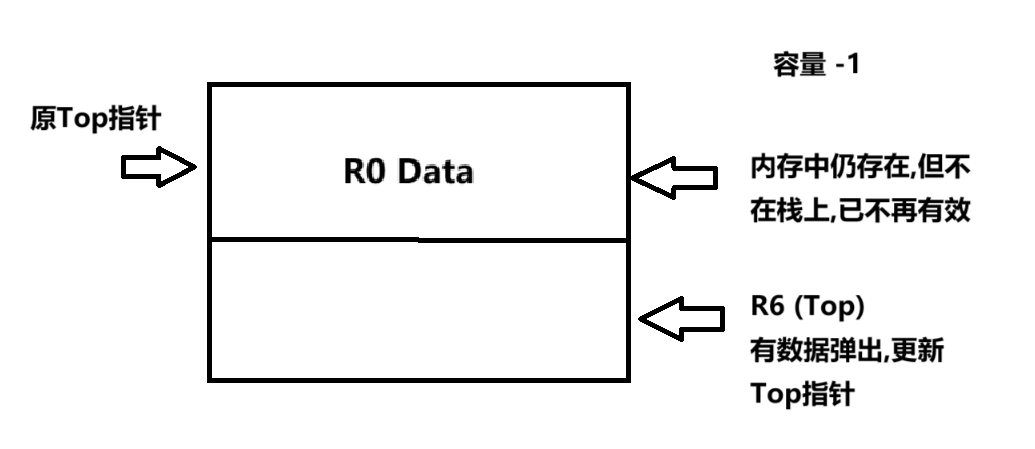 容量 -1
原Top指针
R0 Data
内存中仍存在,但不
在栈上,已不再有效
R6 (Top)
有数据弹出,更新
Top指针